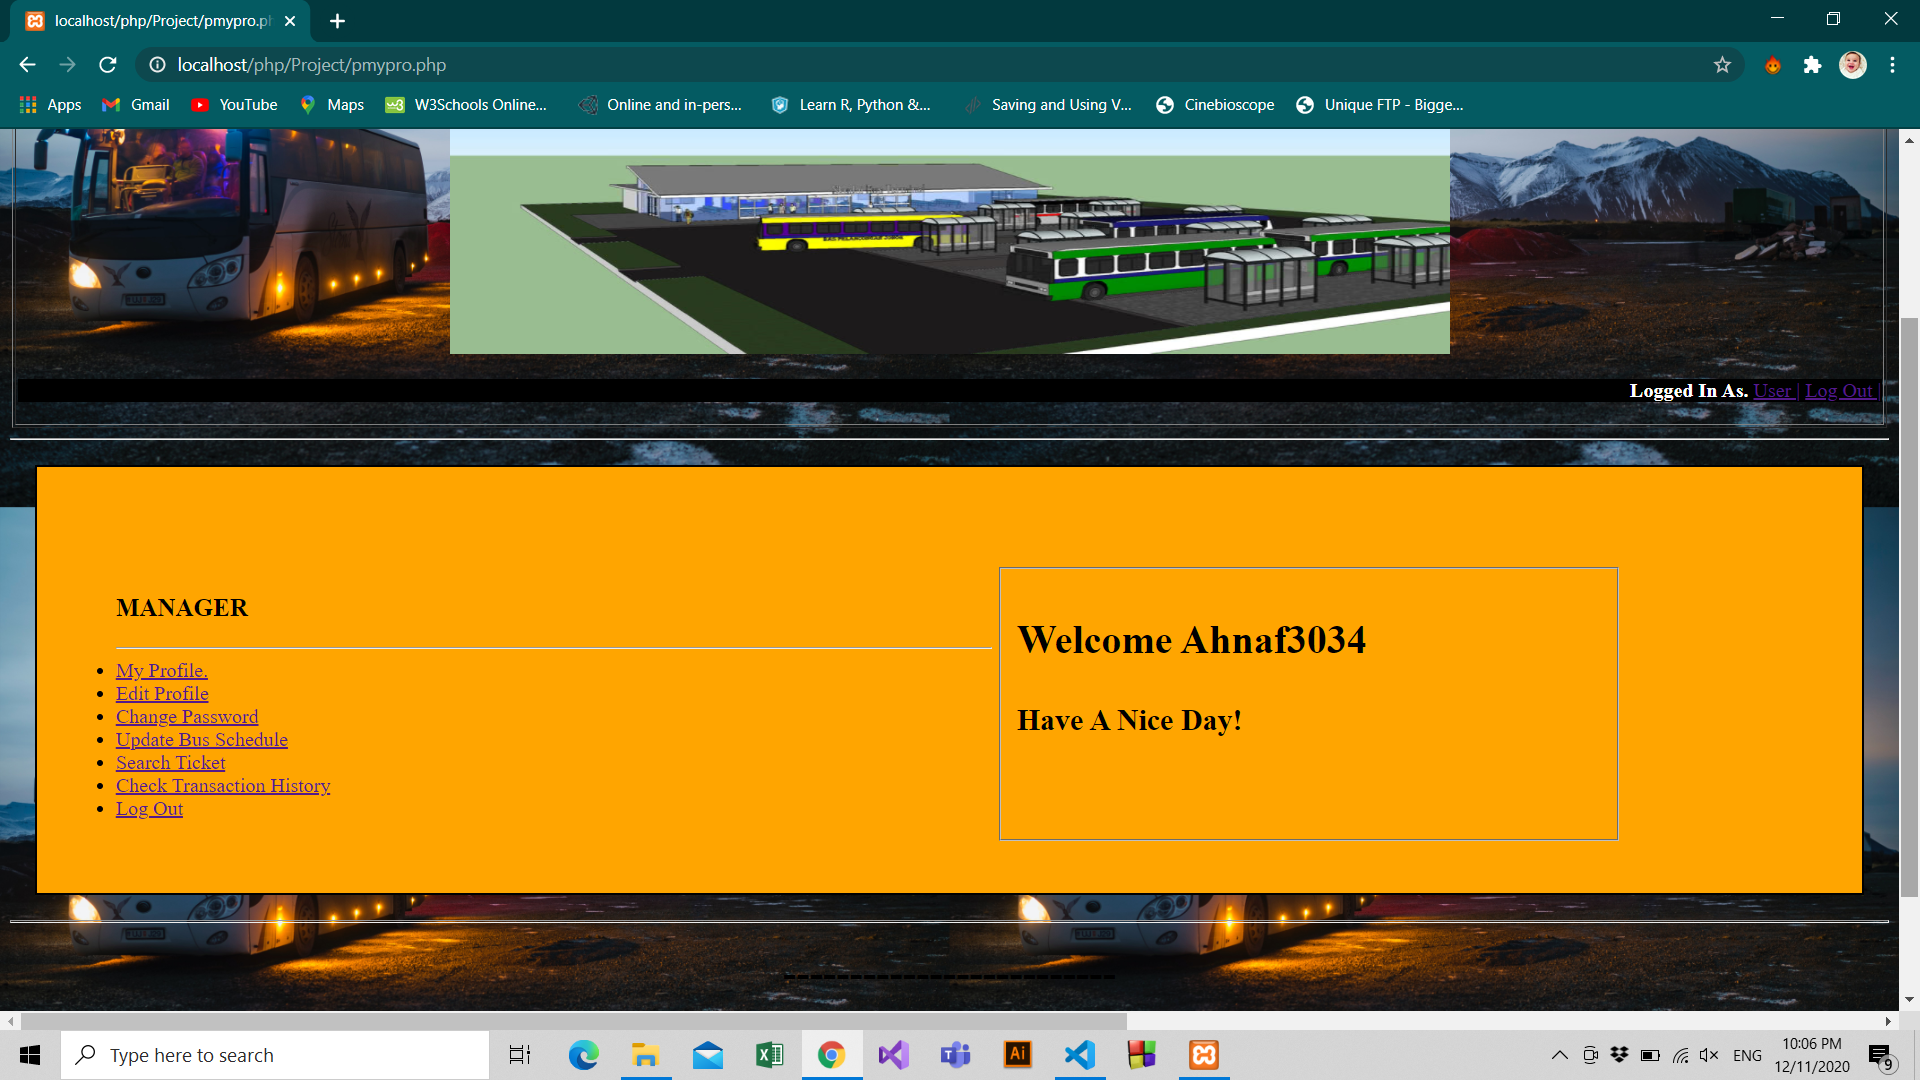 localhost/php/Project/pmypro.ph
localhost/php/Project/pmypro.php
Apps
Gmail
YouTube
Maps
W3Schools Online...
Online and in-pers...
Learn R, Python &...
Saving and Using V...
Cinebioscope
Unique FTP - Bigge...
Logged In As. User | Log Out |
MANAGER
My Profile.
Edit Profile
Change Password
Update Bus Schedule
Search Ticket
Check Transaction History
Log Out
Welcome Ahnaf3034
Have A Nice Day!
Type here to search
ENG
10:06 PM
12/11/2020
9